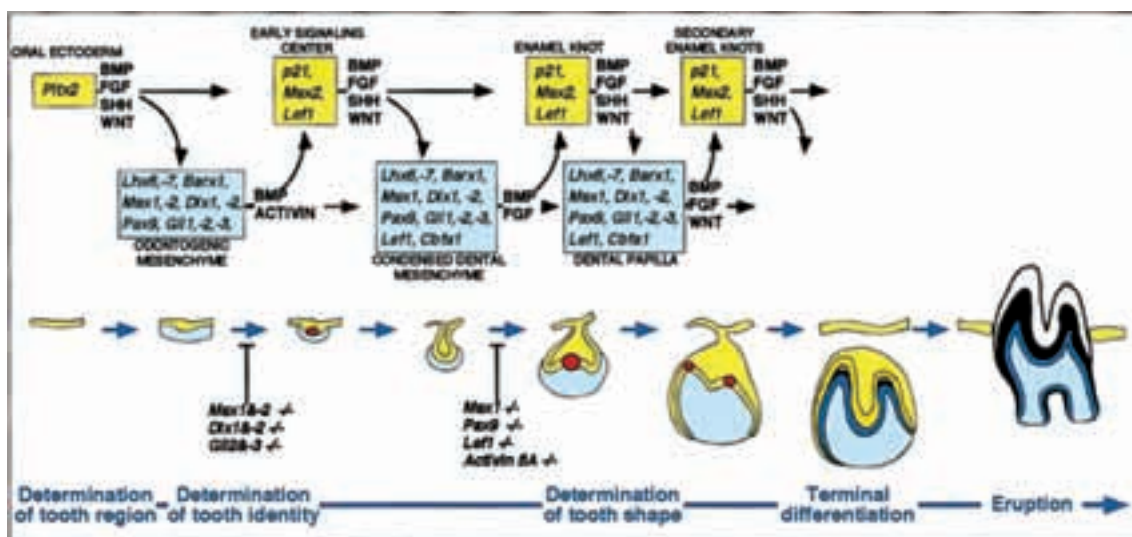 ORAL ECTODERM
Pitx2
BMP
FGF
SHH
WNT
EARLY SIGNALING
CENTER
p21,
Msx2,
Lef1
BMP
FGF
SHH
WNT
ENAMEL KNOT
p21,
Msx2,
Lef1
BMP
FGF
SHH
WNT
SECONDARY
ENAMEL KNOTS
p21,
Msx2,
Lef1
BMP
FGF
SHH
WNT
Lhx6,-7, Barx1,
Msx1,-2, Dlx1, -2,
Pax9, Gli1,-2,-3,
ODONTOGENIC
MESENCHYME
BMP
ACTIVIN
Lhx6,-7, Barx1,
Msx1, Dlx1, -2,
Pax9, Gli1,-2,-3,
Lef1, Cbfa1
CONDENSED DENTAL
MESENCHYME
BMP
FGF
Lhx6,-7, Barx1,
Msx1, Dlx1, -2,
Pax9, Gli1,-2,-3,
Lef1, Cbfa1
DENTAL PAPILLA
BMP
FGF
WNT
Msx1&-2 -/-
Dlx1&-2 -/-
Gli2&-3 -/-
Msx1 -/-
Pax9 -/-
Lef1 -/-
Activin βA -/-
Determination
of tooth region
Determination
of tooth identity
Determination
of tooth shape
Terminal
differentiation
Eruption